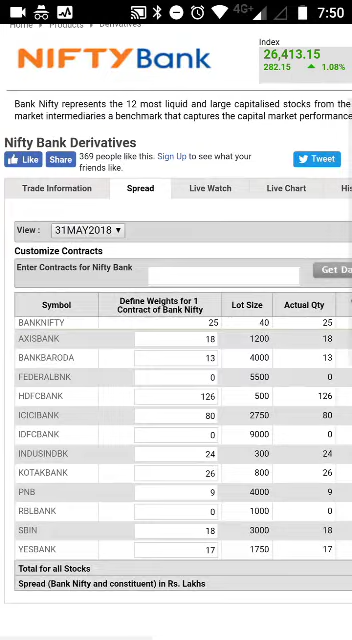 4G+ 7:50
Home Products Derivatives
NIFTY Bank
Index
26,413.15
282.15 1.08%
Bank Nifty represents the 12 most liquid and large capitalised stocks from the
market intermediaries a benchmark that captures the capital market performance
Nifty Bank Derivatives
Like Share 369 people like this. Sign Up to see what your
friends like.
Tweet
Trade Information Spread Live Watch Live Chart His
View : 31MAY2018
Customize Contracts
Enter Contracts for Nifty Bank Get Da
Symbol Define Weights for 1 Contract of Bank Nifty Lot Size Actual Qty
BANKNIFTY 25 40 25
AXISBANK 18 1200 18
BANKBARODA 13 4000 13
FEDERALBNK 0 5500 0
HDFCBANK 126 500 126
ICICIBANK 80 2750 80
IDFCBANK 0 9000 0
INDUSINDBK 24 300 24
KOTAKBANK 26 800 26
PNB 9 4000 9
RBLBANK 0 1000 0
SBIN 18 3000 18
YESBANK 17 1750 17
Total for all Stocks
Spread (Bank Nifty and constituent) in Rs. Lakhs